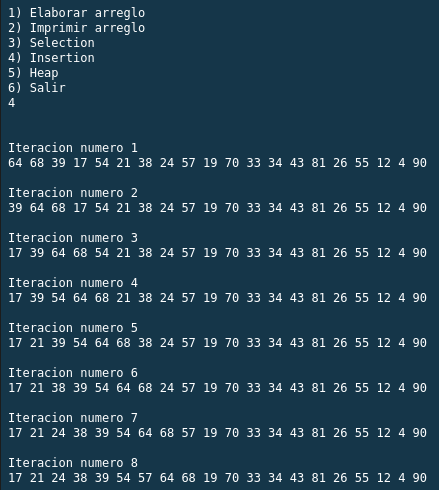 1) Elaborar arreglo
2) Imprimir arreglo
3) Selection
4) Insertion
5) Heap
6) Salir
4
Iteracion numero 1
64 68 39 17 54 21 38 24 57 19 70 33 34 43 81 26 55 12 4 90
Iteracion numero 2
39 64 68 17 54 21 38 24 57 19 70 33 34 43 81 26 55 12 4 90
Iteracion numero 3
17 39 64 68 54 21 38 24 57 19 70 33 34 43 81 26 55 12 4 90
Iteracion numero 4
17 39 54 64 68 21 38 24 57 19 70 33 34 43 81 26 55 12 4 90
Iteracion numero 5
17 21 39 54 64 68 38 24 57 19 70 33 34 43 81 26 55 12 4 90
Iteracion numero 6
17 21 38 39 54 64 68 24 57 19 70 33 34 43 81 26 55 12 4 90
Iteracion numero 7
17 21 24 38 39 54 64 68 57 19 70 33 34 43 81 26 55 12 4 90
Iteracion numero 8
17 21 24 38 39 54 57 64 68 19 70 33 34 43 81 26 55 12 4 90